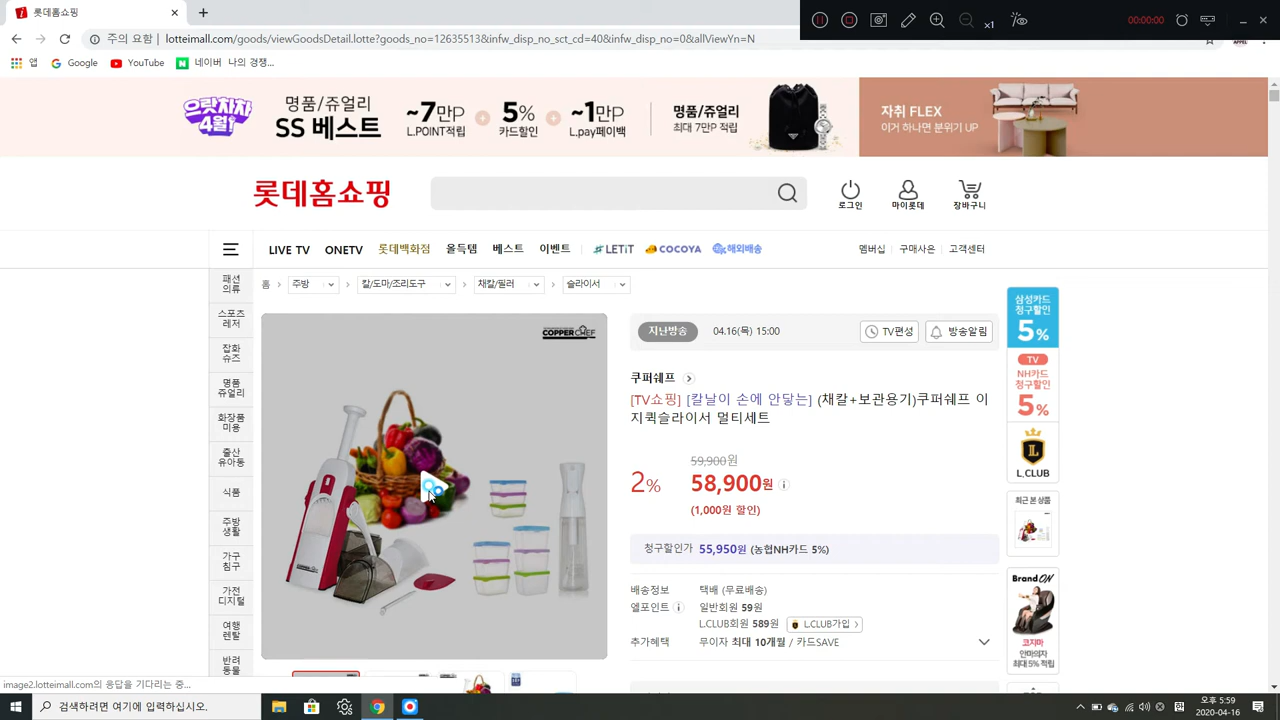 롯데홈쇼핑
00:00:00
x1
주의 요함 | lotteimall.com/goods/viewGoodsDetail.lotte?goods_no=12635513&infw_disp_no_sct_cd=40&infw_disp_no=0&allViewYn=N
앱 Google YouTube 네이버 나의 경쟁...
으랏차차 4월!
명품/쥬얼리
SS 베스트
~7만P
L.POINT적립
5%
카드할인
~1만P
L.pay페이백
명품/쥬얼리
최대 7만P 적립
자취 FLEX
이거 하나면 분위기 UP
롯데홈쇼핑
로그인 마이롯데 장바구니
LIVE TV ONETV 롯데백화점 올득템 베스트 이벤트 LETiT COCOYA 해외배송 멤버십 구매사은 고객센터
홈 주방 칼/도마/조리도구 채칼/필러 슬라이서
패션
의류
스포츠
레저
잡화
슈즈
명품
쥬얼리
화장품
미용
출산
유아동
식품
주방
생활
가구
침구
가전
디지털
여행
렌탈
반려
동물
COPPER CHEF
지난방송 04.16(목) 15:00 TV편성 방송알림
쿠퍼쉐프
[TV쇼핑] [칼날이 손에 안닿는] (채칼+보관용기)쿠퍼쉐프 이
지퀵슬라이서 멀티세트
59,900원
2% 58,900원
(1,000원 할인)
청구할인가 55,950원 (농협NH카드 5%)
배송정보 택배 (무료배송)
엘포인트 일반회원 59원
L.CLUB회원 589원 L.CLUB가입
추가혜택 무이자 최대 10개월 / 카드SAVE
삼성카드
청구할인
5%
TV
NH카드
청구할인
5%
L
L.CLUB
최근 본 상품
BrandON
코지마
안마의자
최대 5% 적립
image2.lotteimall.com의 응답을 기다리는 중...
검색하려면 여기에 입력하십시오.
한
오후 5:59
2020-04-16